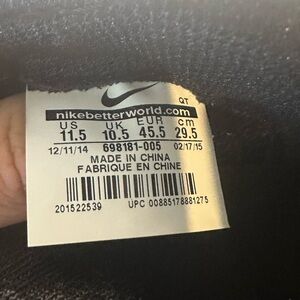 QT
nikebetterworld.com
US UK EUR cm
11.5 10.5 45.5 29.5
12/11/14 698181-005 02/17/15
MADE IN CHINA
FABRIQUE EN CHINE
201522539 UPC 00885178881275